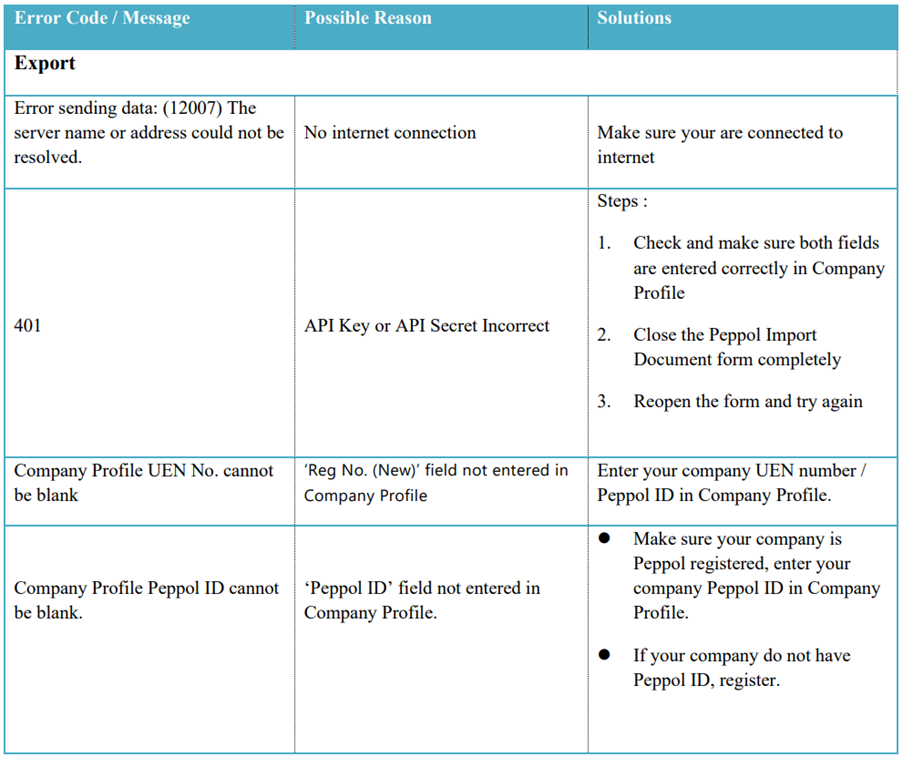 Error Code / Message
Possible Reason
Solutions
Export
Error sending data: (12007) The
server name or address could not be
resolved.
No internet connection
Make sure your are connected to
internet
401
API Key or API Secret Incorrect
Steps :
1. Check and make sure both fields
are entered correctly in Company
Profile
2. Close the Peppol Import
Document form completely
3. Reopen the form and try again
Company Profile UEN No. cannot
be blank
‘Reg No. (New)’ field not entered in
Company Profile
Enter your company UEN number /
Peppol ID in Company Profile.
Company Profile Peppol ID cannot
be blank.
‘Peppol ID’ field not entered in
Company Profile.
● Make sure your company is
Peppol registered, enter your
company Peppol ID in Company
Profile.
● If your company do not have
Peppol ID, register.